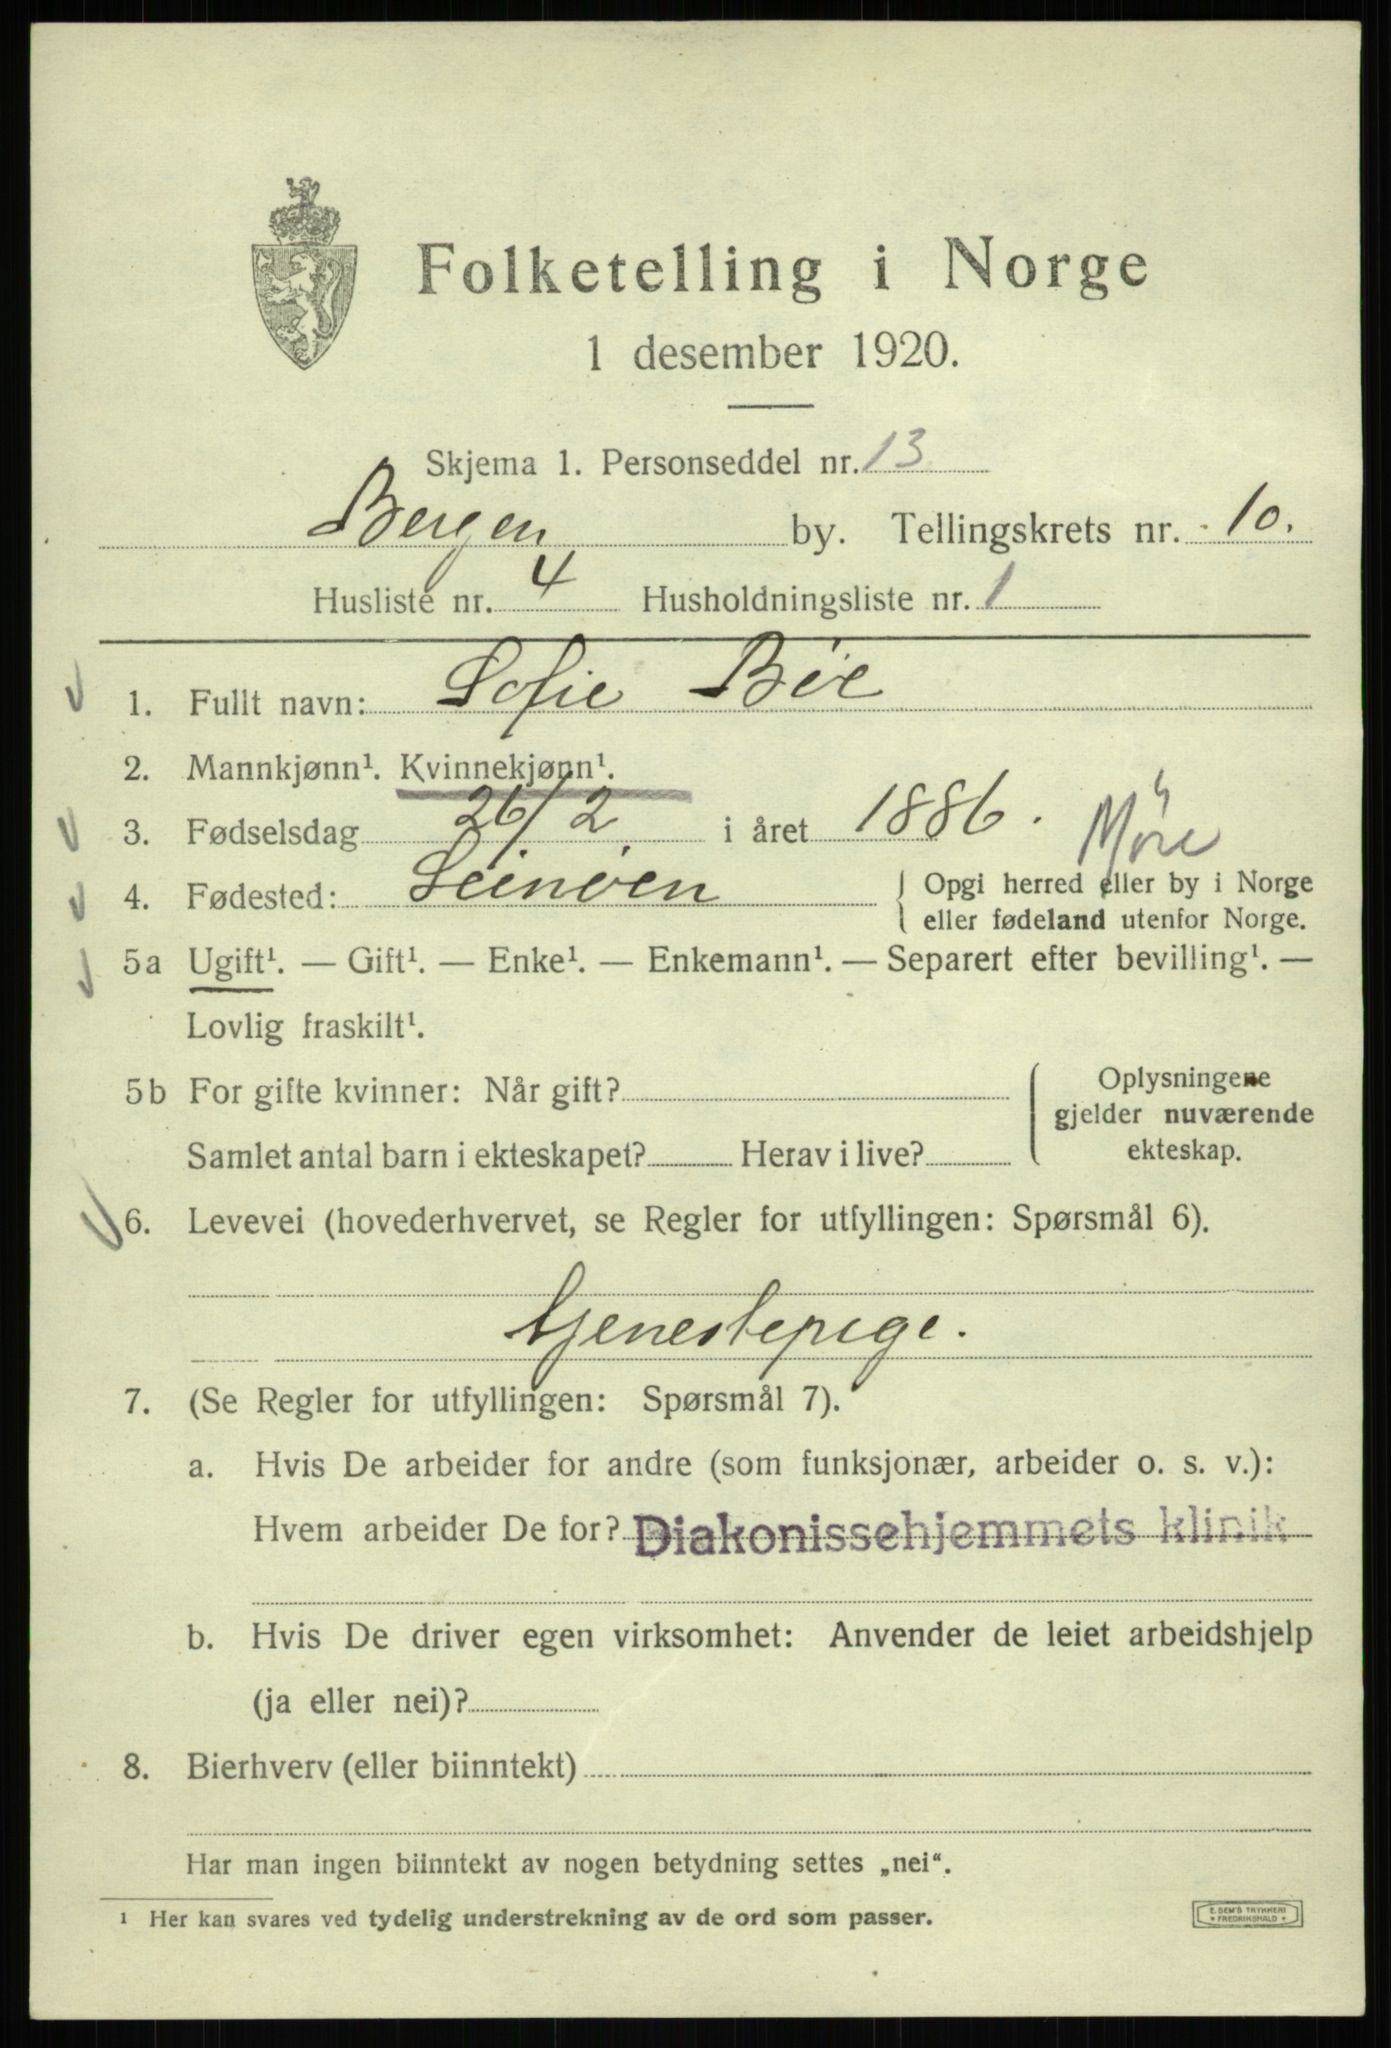 Folketelling i Norge
1 desember 1920.
Skjema 1. Personseddel nr. 13
Bergen by. Tellingskrets nr. 10.
Husliste nr. 4 Husholdningsliste nr. 1
1. Fullt navn: Sofie Bøe
2. Mannkjønn¹. Kvinnekjønn¹.
3. Fødselsdag 26/2 i året 1886.
Møre
4. Fødested: Leinøen { Opgi herred eller by i Norge
eller fødeland utenfor Norge.
5a Ugift¹. — Gift¹. — Enke¹. — Enkemann¹. — Separert efter bevilling¹. —
Lovlig fraskilt¹.
5b For gifte kvinner: Når gift? { Oplysningene
gjelder nuværende
Samlet antal barn i ekteskapet? Herav i live? ekteskap.
6. Levevei (hovederhvervet, se Regler for utfyllingen: Spørsmål 6).
tjenestepige.
7. (Se Regler for utfyllingen: Spørsmål 7).
a. Hvis De arbeider for andre (som funksjonær, arbeider o. s. v.):
Hvem arbeider De for? Diakonissehjemmets klinik
b. Hvis De driver egen virksomhet: Anvender de leiet arbeidshjelp
(ja eller nei)?
8. Bierhverv (eller biinntekt)
Har man ingen biinntekt av nogen betydning settes „nei“.
¹ Her kan svares ved tydelig understrekning av de ord som passer.
E. SEM'S TRYKKERI
* FREDRIKSHALD *